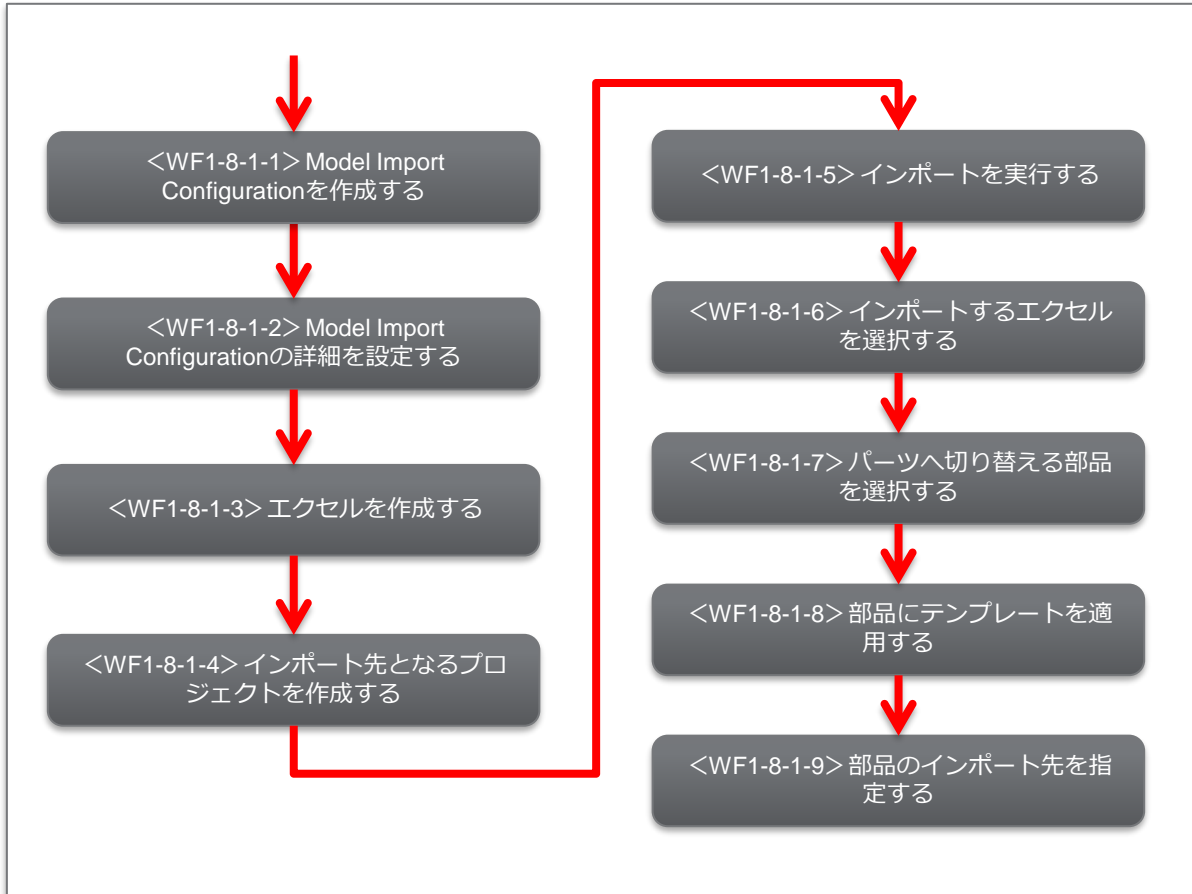 <WF1-8-1-1> Model Import
Configurationを作成する
<WF1-8-1-2> Model Import
Configurationの詳細を設定する
<WF1-8-1-3> エクセルを作成する
<WF1-8-1-4> インポート先となるプロ
ジェクトを作成する
<WF1-8-1-5> インポートを実行する
<WF1-8-1-6> インポートするエクセル
を選択する
<WF1-8-1-7> パーツへ切り替える部品
を選択する
<WF1-8-1-8> 部品にテンプレートを適
用する
<WF1-8-1-9> 部品のインポート先を指
定する